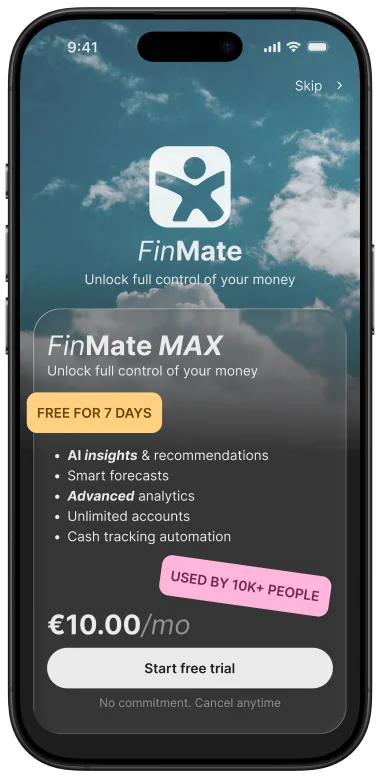 9:41
Skip
FinMate
Unlock full control of your money
FinMate MAX
Unlock full control of your money
FREE FOR 7 DAYS
• AI insights & recommendations
• Smart forecasts
• Advanced analytics
• Unlimited accounts
• Cash tracking automation
USED BY 10K+ PEOPLE
€10.00/mo
Start free trial
No commitment. Cancel anytime